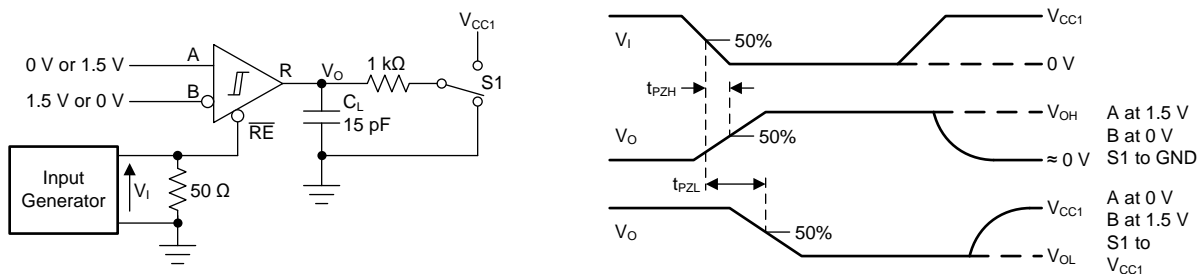 V_CC1
0 V or 1.5 V
A
R
V_O
1 kΩ
S1
1.5 V or 0 V
B
C_L
15 pF
R̅E̅
Input
Generator
V_I
50 Ω
V_I
50%
V_CC1
0 V
t_PZH
V_O
50%
V_OH
≈ 0 V
A at 1.5 V
B at 0 V
S1 to GND
t_PZL
V_O
50%
V_CC1
V_OL
A at 0 V
B at 1.5 V
S1 to
V_CC1